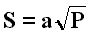 S = a√P